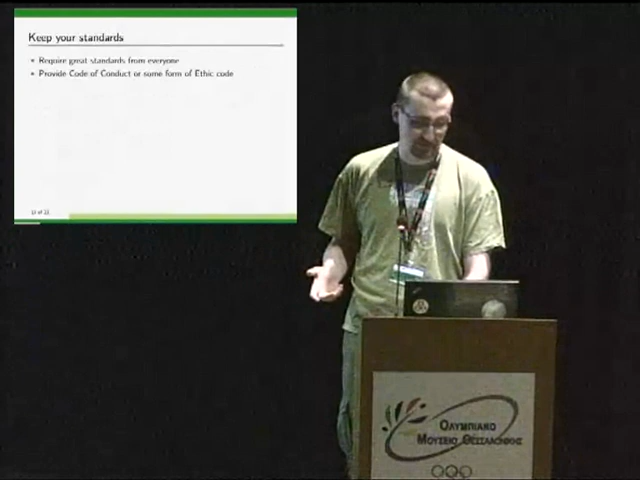 Keep your standards
Require great standards from everyone
Provide Code of Conduct or some form of Ethic code
ΟΛΥΜΠΙΑΚΟ
ΜΟΥΣΕΙΟ ΘΕΣΣΑΛΟΝΙΚΗΣ